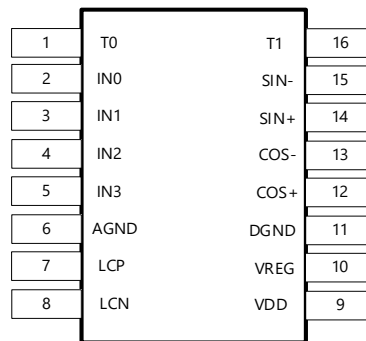 1 T0 T1 16
2 IN0 SIN- 15
3 IN1 SIN+ 14
4 IN2 COS- 13
5 IN3 COS+ 12
6 AGND DGND 11
7 LCP VREG 10
8 LCN VDD 9